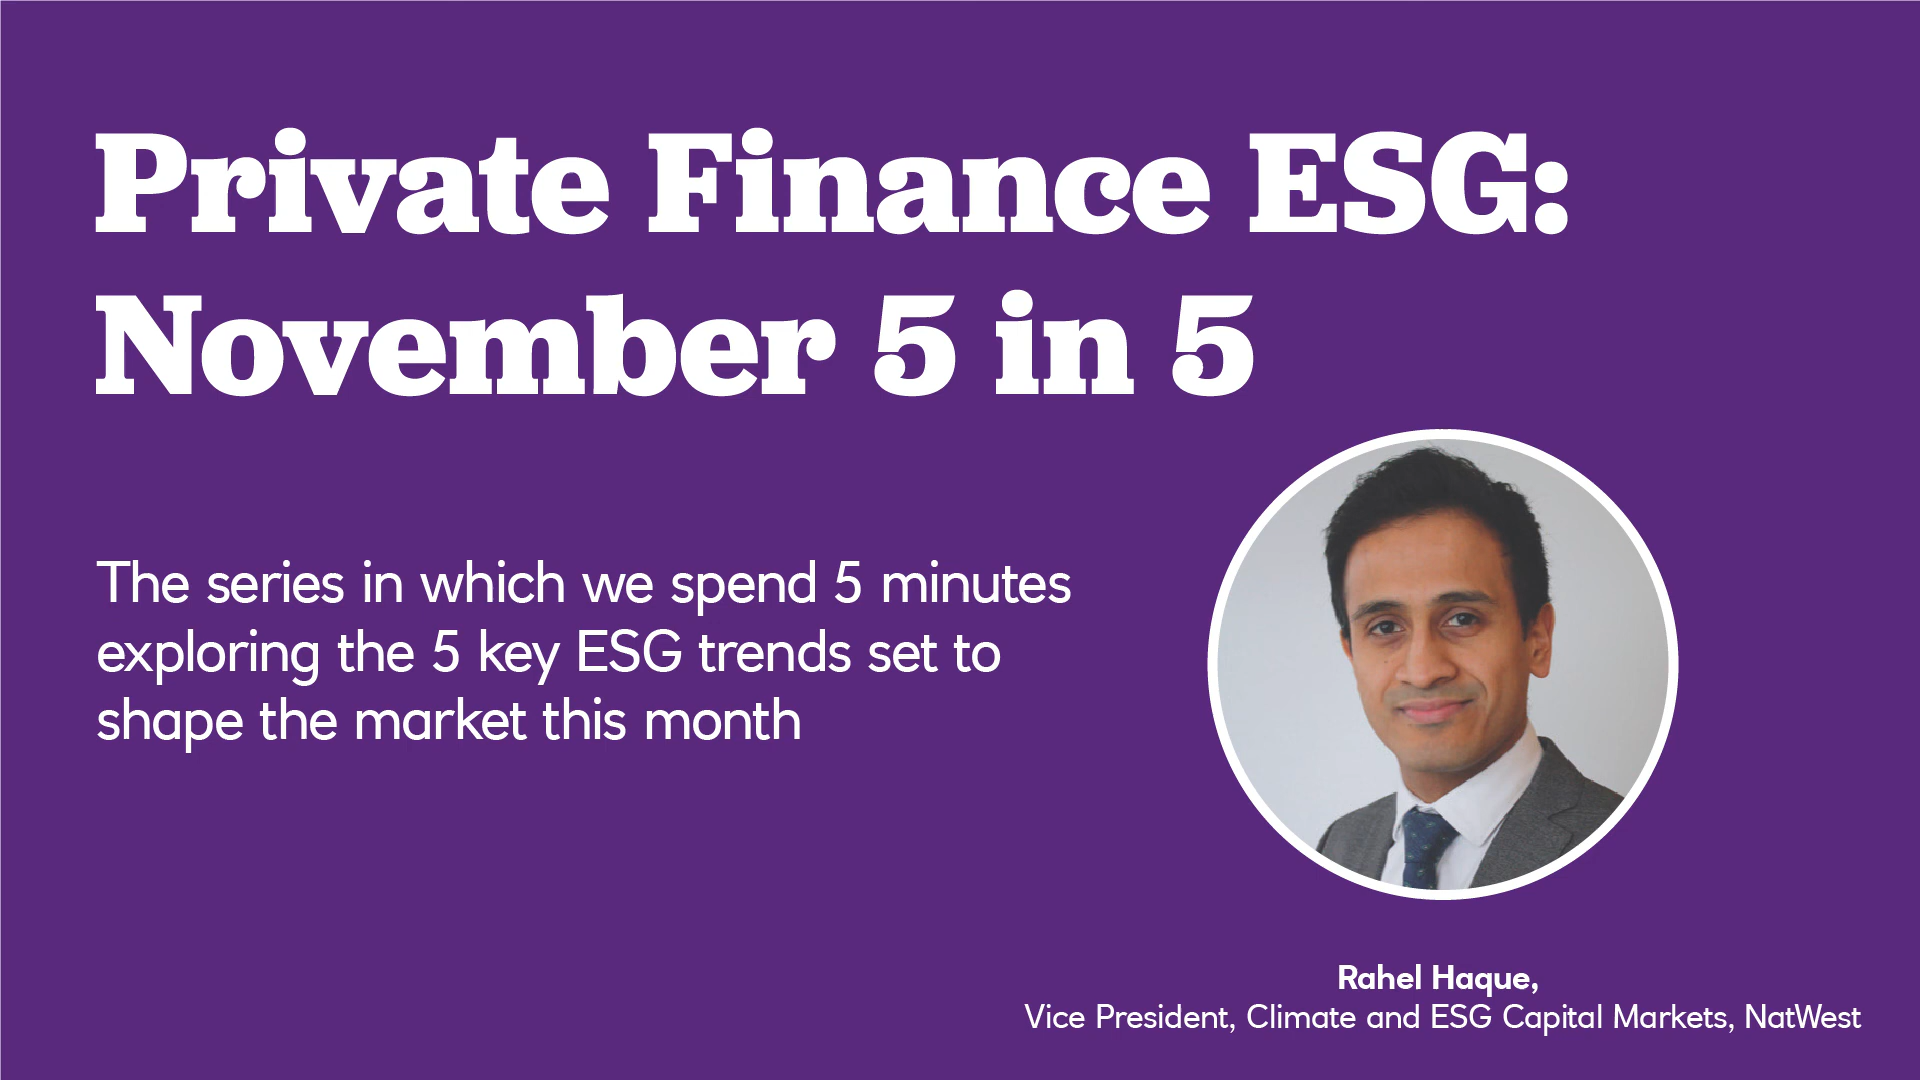 Private Finance ESG:
November 5 in 5
The series in which we spend 5 minutes
exploring the 5 key ESG trends set to
shape the market this month
Rahel Haque,
Vice President, Climate and ESG Capital Markets, NatWest